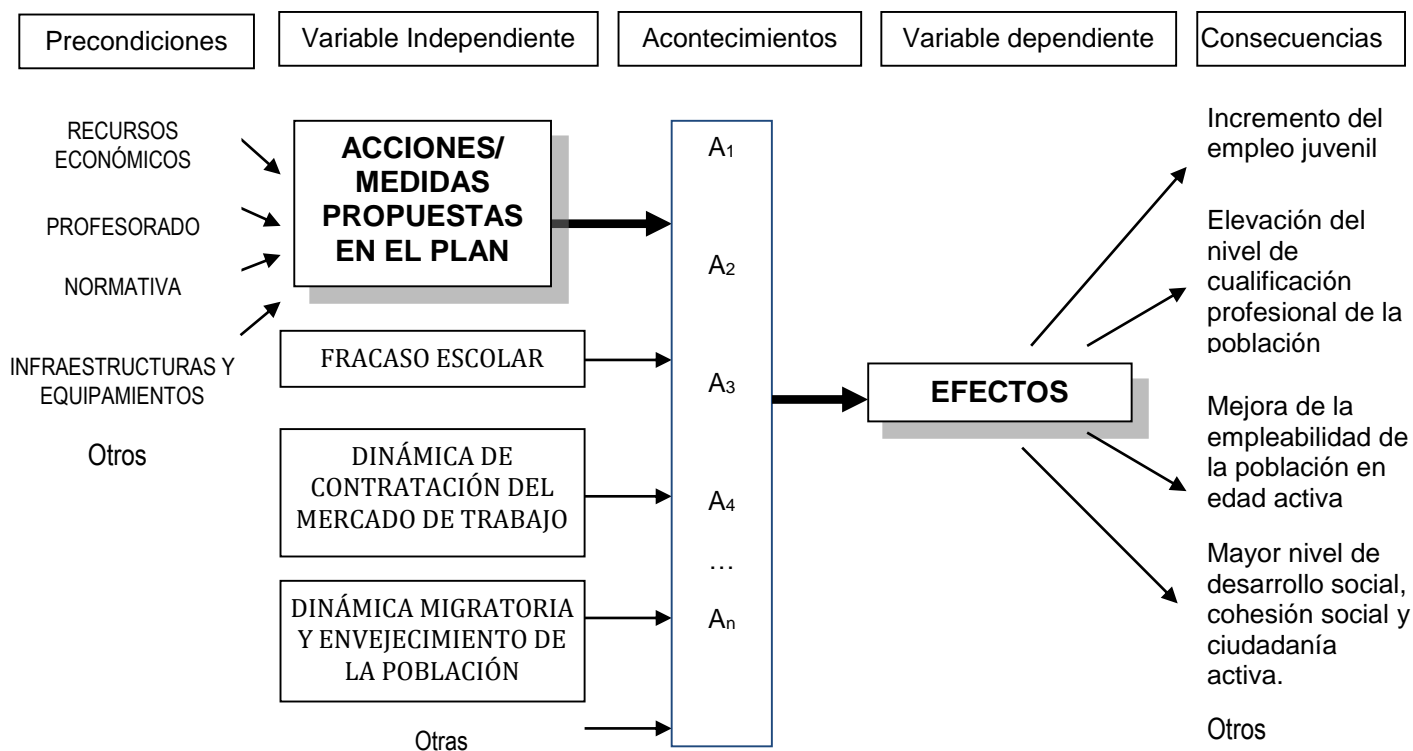 Precondiciones
Variable Independiente
Acontecimientos
Variable dependiente
Consecuencias
RECURSOS
ECONÓMICOS
PROFESORADO
NORMATIVA
INFRAESTRUCTURAS Y
EQUIPAMIENTOS
Otros
ACCIONES/
MEDIDAS
PROPUESTAS
EN EL PLAN
FRACASO ESCOLAR
DINÁMICA DE
CONTRATACIÓN DEL
MERCADO DE TRABAJO
DINÁMICA MIGRATORIA
Y ENVEJECIMIENTO DE
LA POBLACIÓN
Otras
A₁
A₂
A₃
A₄
…
Aₙ
EFECTOS
Incremento del
empleo juvenil
Elevación del
nivel de
cualificación
profesional de la
población
Mejora de la
empleabilidad de
la población en
edad activa
Mayor nivel de
desarrollo social,
cohesión social y
ciudadanía
activa.
Otros